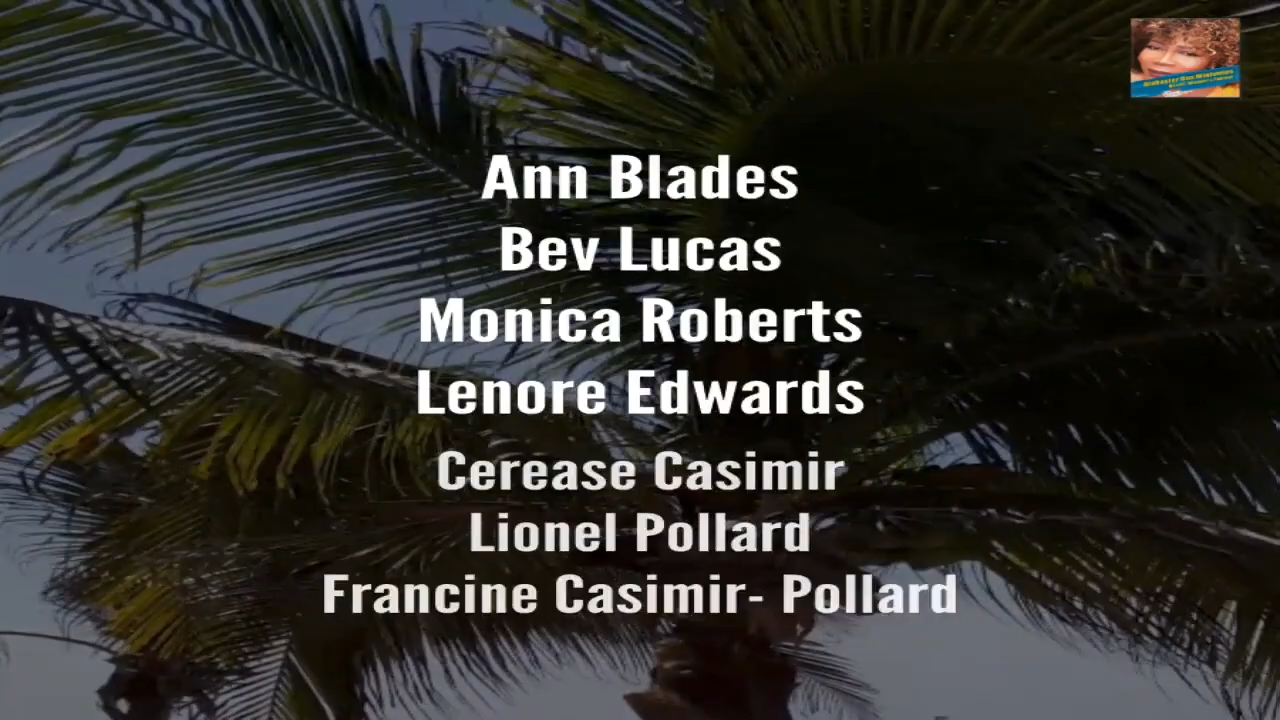 Ann Blades
Bev Lucas
Monica Roberts
Lenore Edwards
Cerease Casimir
Lionel Pollard
Francine Casimir- Pollard